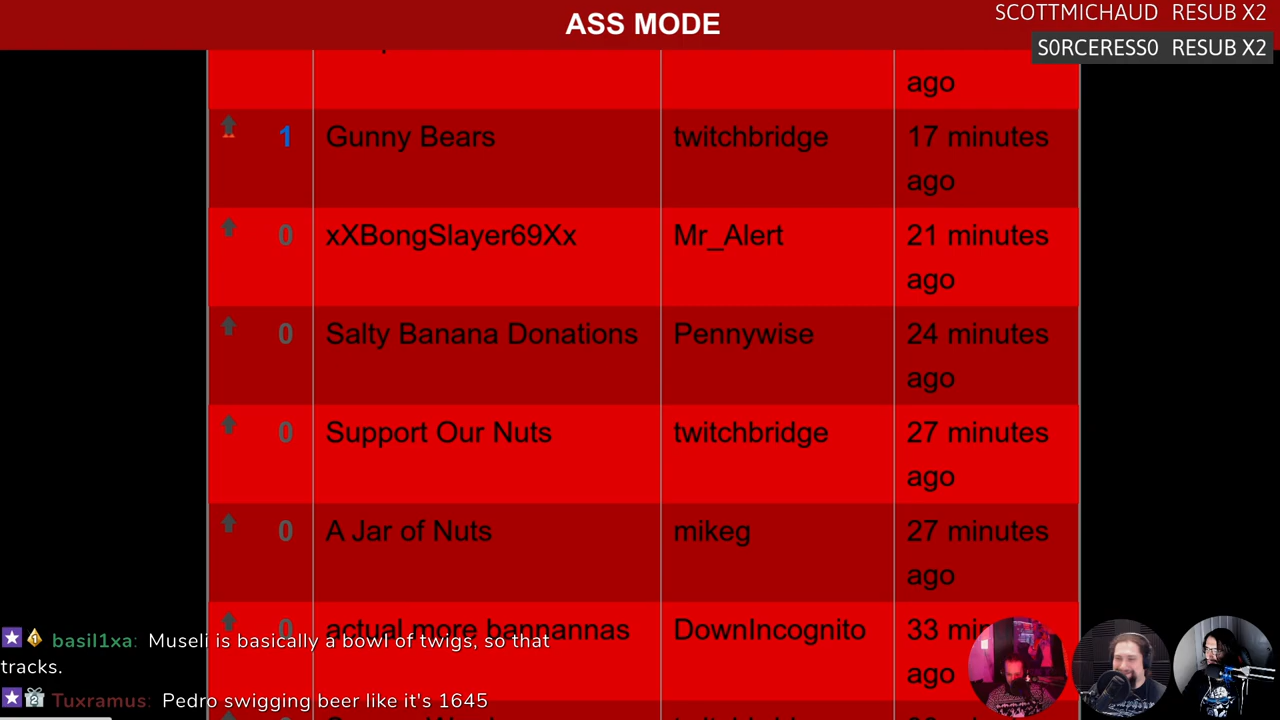 ASS MODE
SCOTTMICHAUD RESUB X2
S0RCERESS0 RESUB X2
ago
1 Gunny Bears twitchbridge 17 minutes
ago
0 xXBongSlayer69Xx Mr_Alert 21 minutes
ago
0 Salty Banana Donations Pennywise 24 minutes
ago
0 Support Our Nuts twitchbridge 27 minutes
ago
0 A Jar of Nuts mikeg 27 minutes
ago
0 actual more bannannas DownIncognito 33 min
ago
basil1xa: Museli is basically a bowl of twigs, so that
tracks.
Tuxramus: Pedro swigging beer like it's 1645